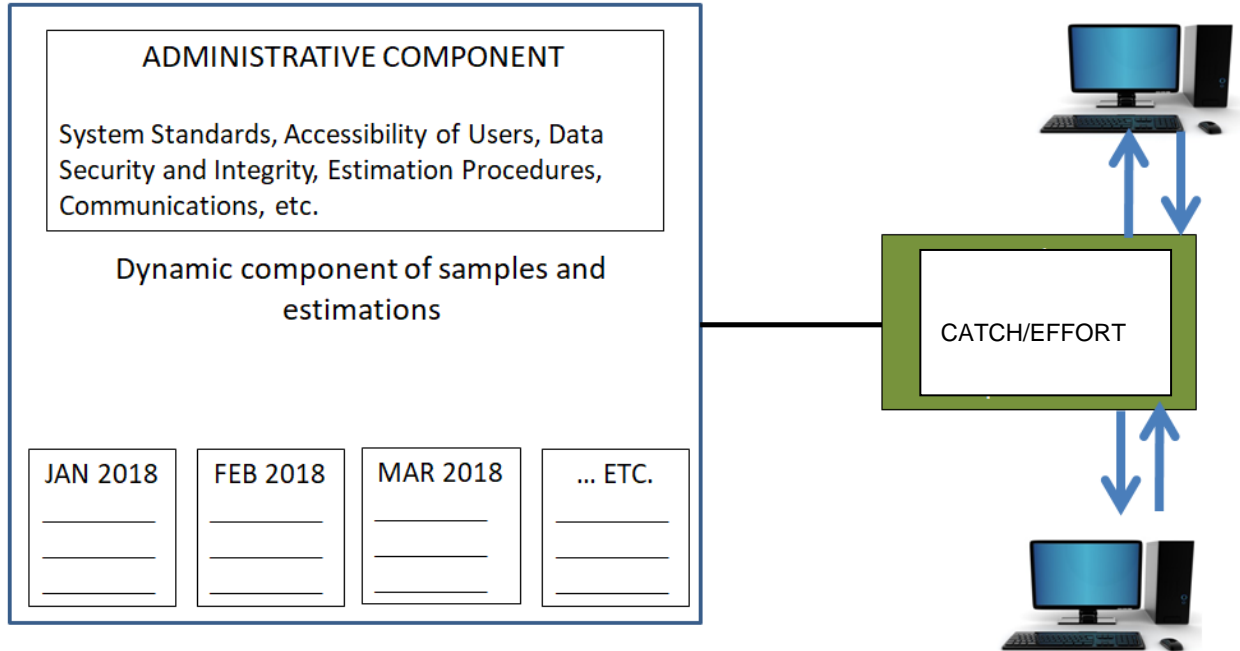 ADMINISTRATIVE COMPONENT
System Standards, Accessibility of Users, Data
Security and Integrity, Estimation Procedures,
Communications, etc.
Dynamic component of samples and
estimations
JAN 2018
FEB 2018
MAR 2018
... ETC.
CATCH/EFFORT